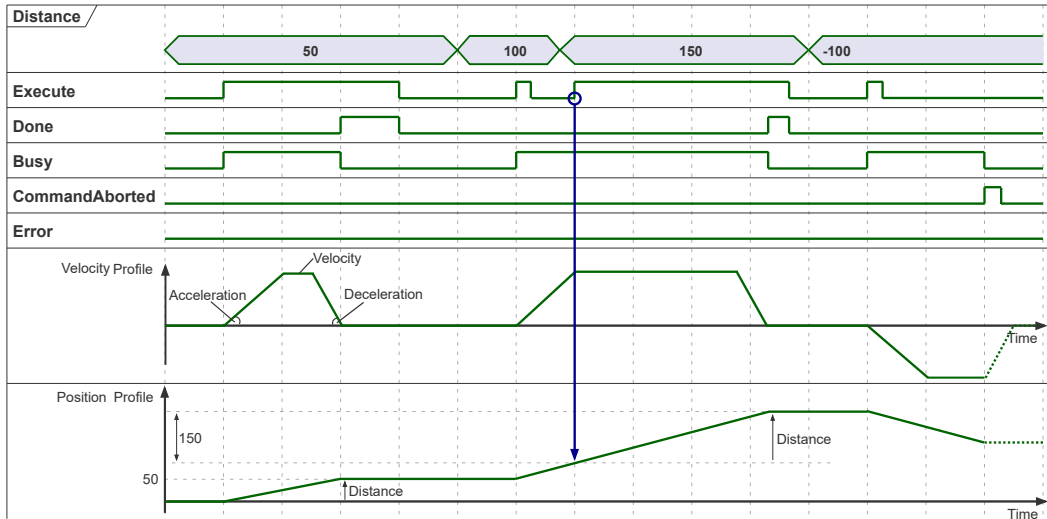 Distance
50 100 150 -100
Execute
Done
Busy
CommandAborted
Error
Velocity Profile
Velocity
Acceleration
Deceleration
Time
Position Profile
150
Distance
50
Distance
Time